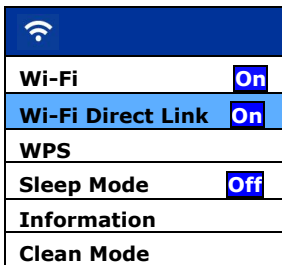 Wi-Fi On
Wi-Fi Direct Link On
WPS
Sleep Mode Off
Information
Clean Mode